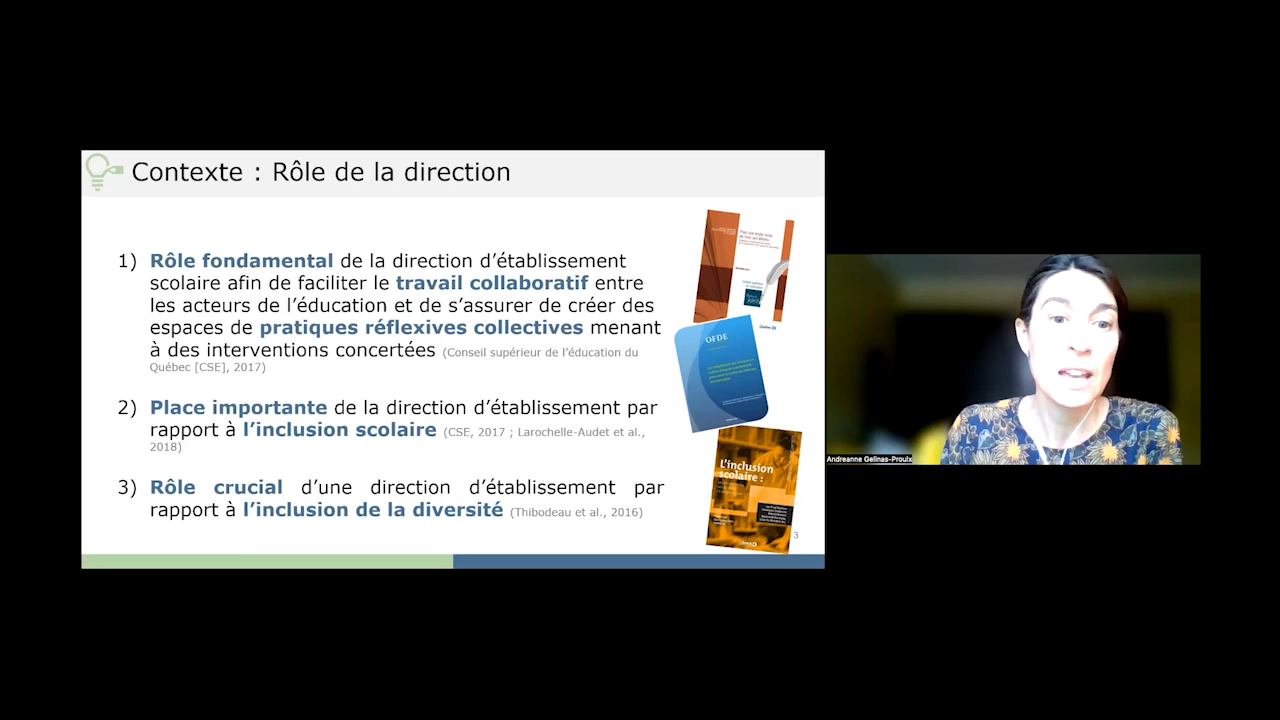 Contexte : Rôle de la direction
1) Rôle fondamental de la direction d'établissement
scolaire afin de faciliter le travail collaboratif entre
les acteurs de l'éducation et de s'assurer de créer des
espaces de pratiques réflexives collectives menant
à des interventions concertées (Conseil supérieur de l'éducation du
Québec [CSE], 2017)
2) Place importante de la direction d'établissement par
rapport à l'inclusion scolaire (CSE, 2017 ; Larochelle-Audet et al.,
2018)
3) Rôle crucial d'une direction d'établissement par
rapport à l'inclusion de la diversité (Thibodeau et al., 2016)
Québec
OFDE
L'inclusion
scolaire :
3
Andreanne Gelinas-Proulx